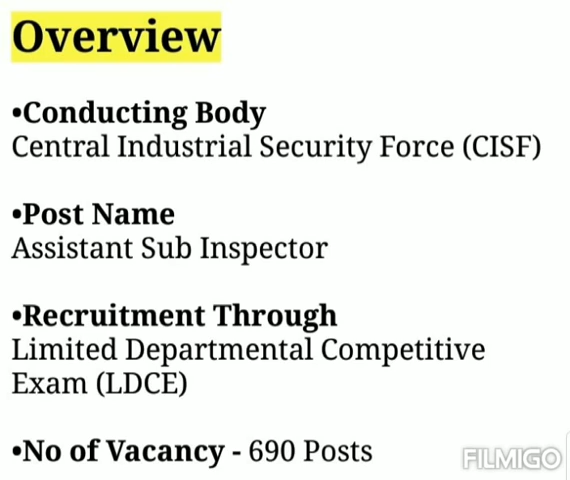 Overview
•Conducting Body
Central Industrial Security Force (CISF)
•Post Name
Assistant Sub Inspector
•Recruitment Through
Limited Departmental Competitive
Exam (LDCE)
•No of Vacancy - 690 Posts
FILMIGO